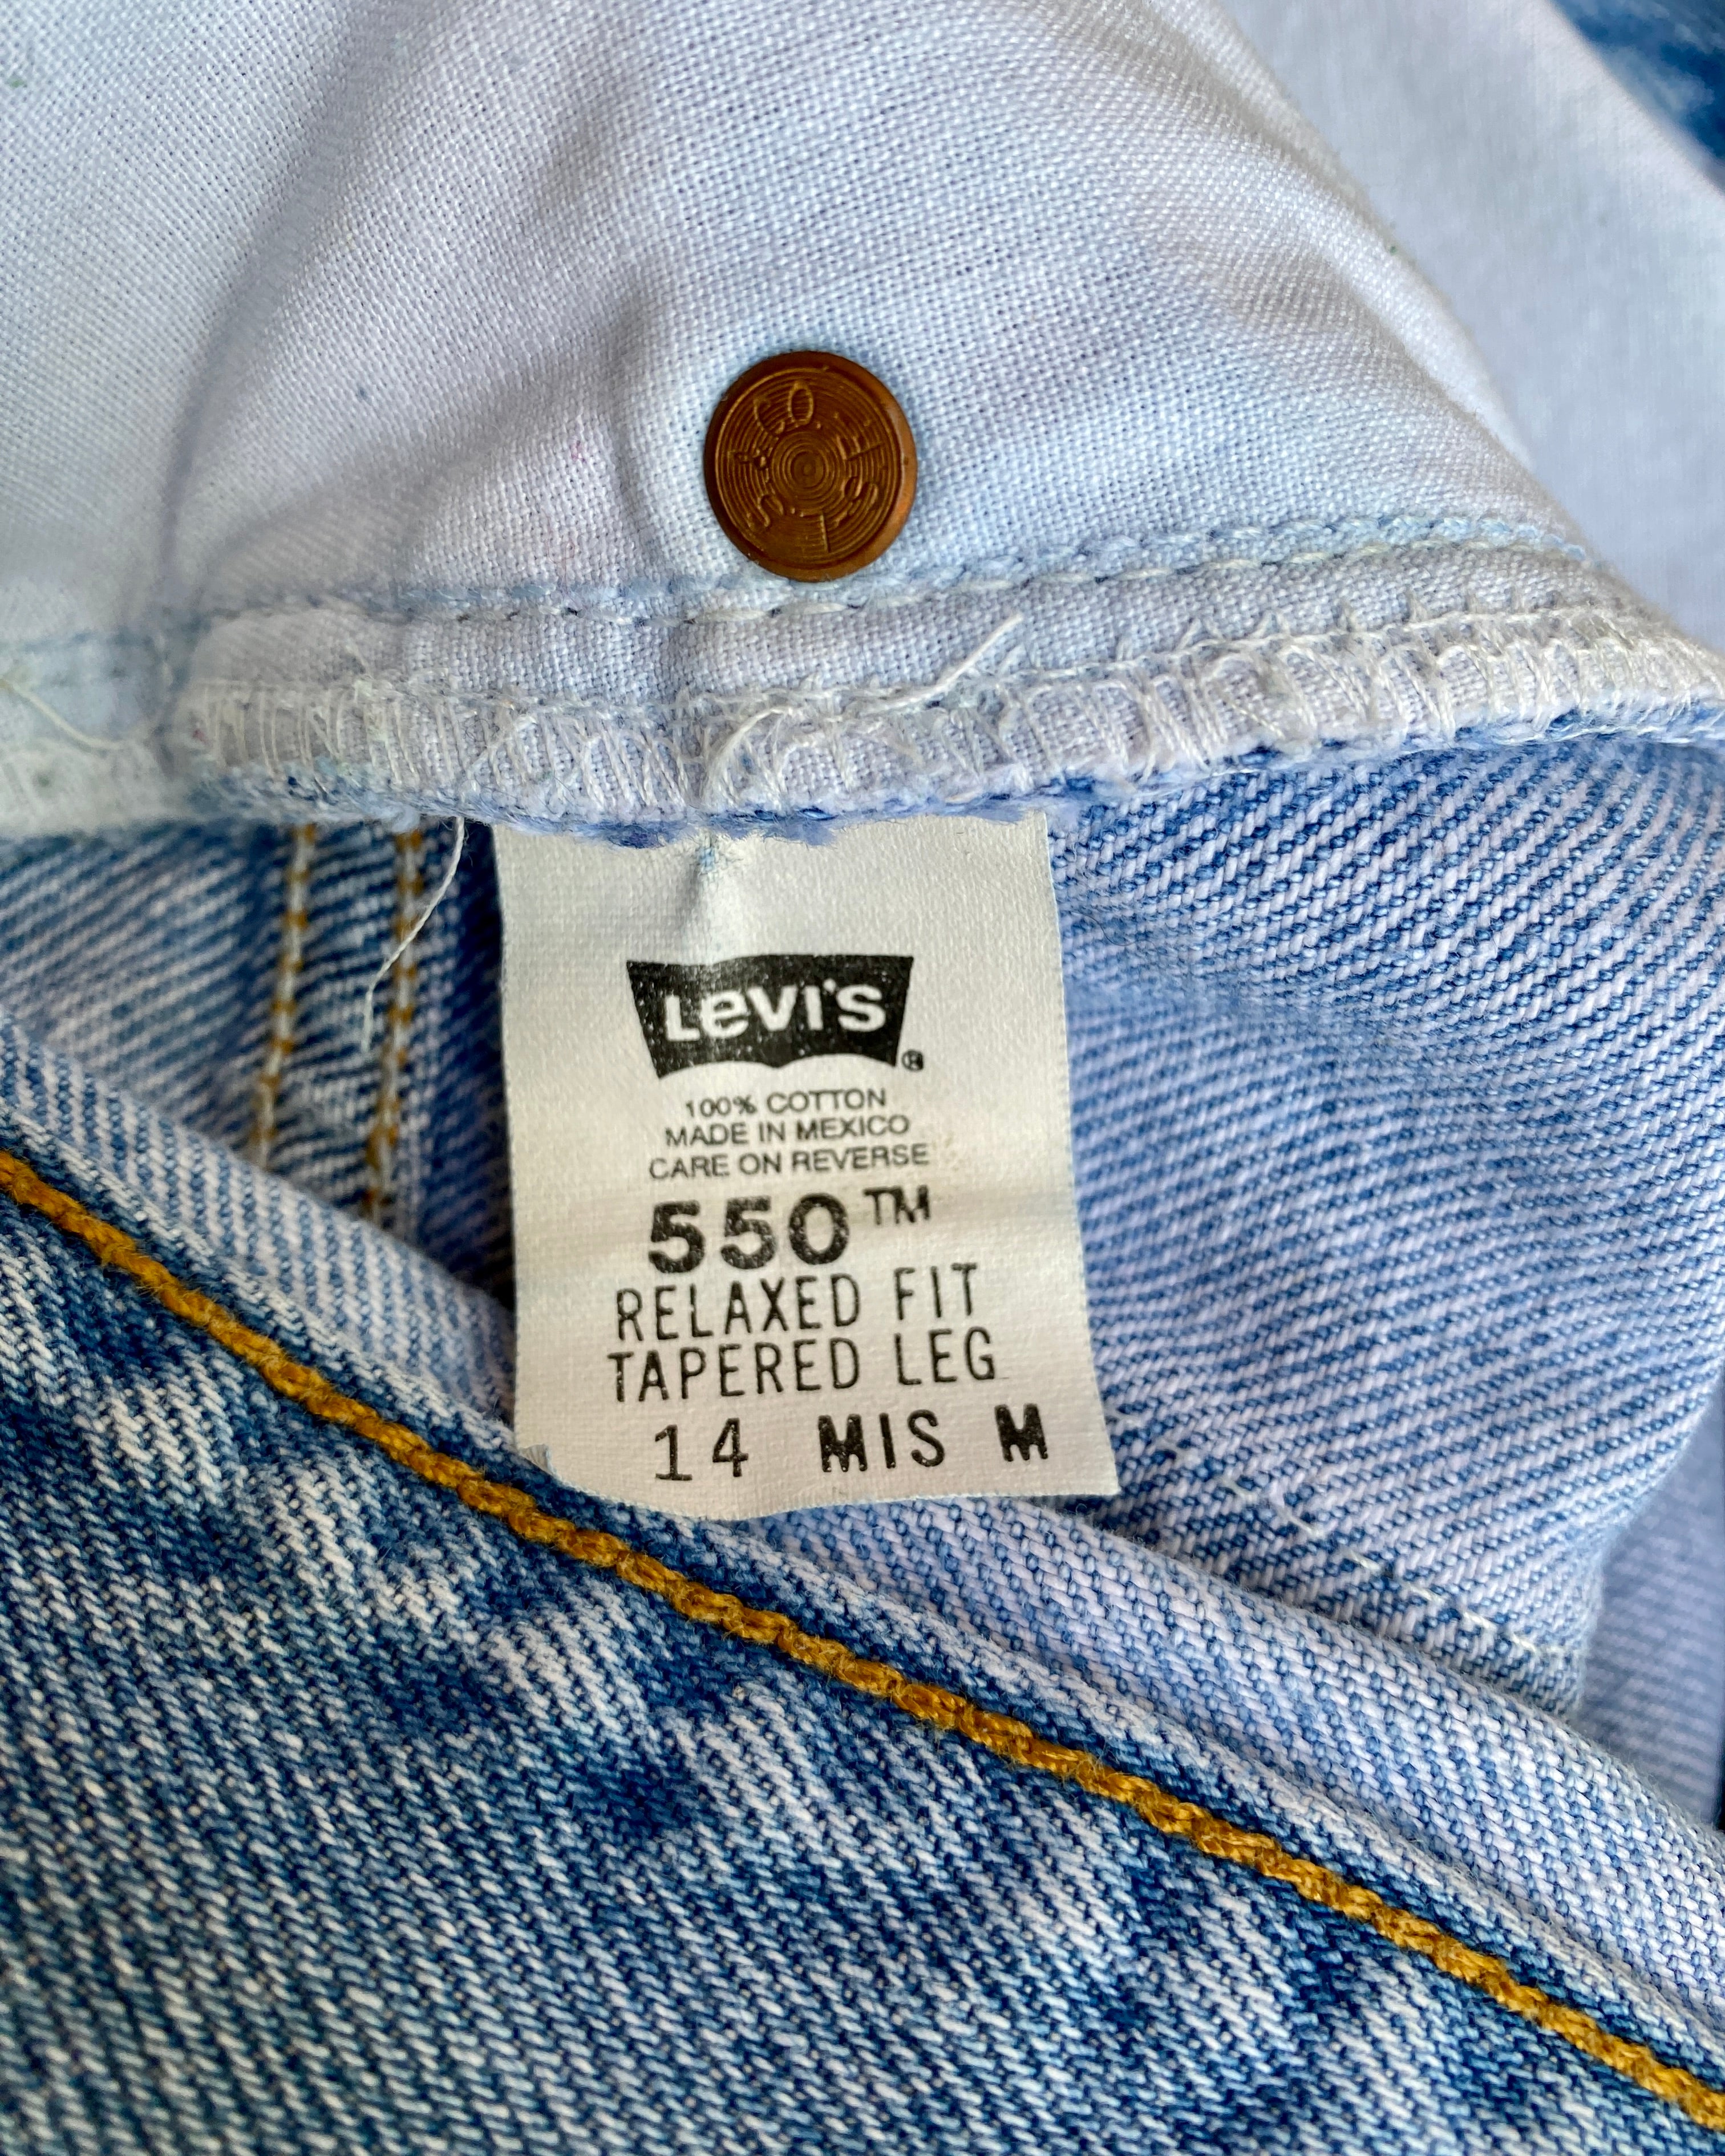 LEVI'S ®
100% COTTON
MADE IN MEXICO
CARE ON REVERSE
550™
RELAXED FIT
TAPERED LEG
14 MIS M